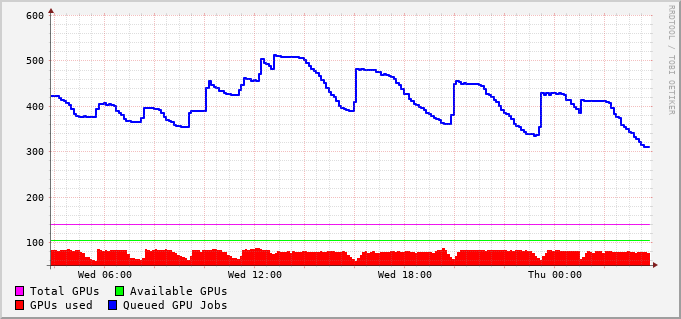 600
500
400
300
200
100
Wed 06:00 Wed 12:00 Wed 18:00 Thu 00:00
Total GPUs Available GPUs
GPUs used Queued GPU Jobs
RRDTOOL / TOBI OETIKER